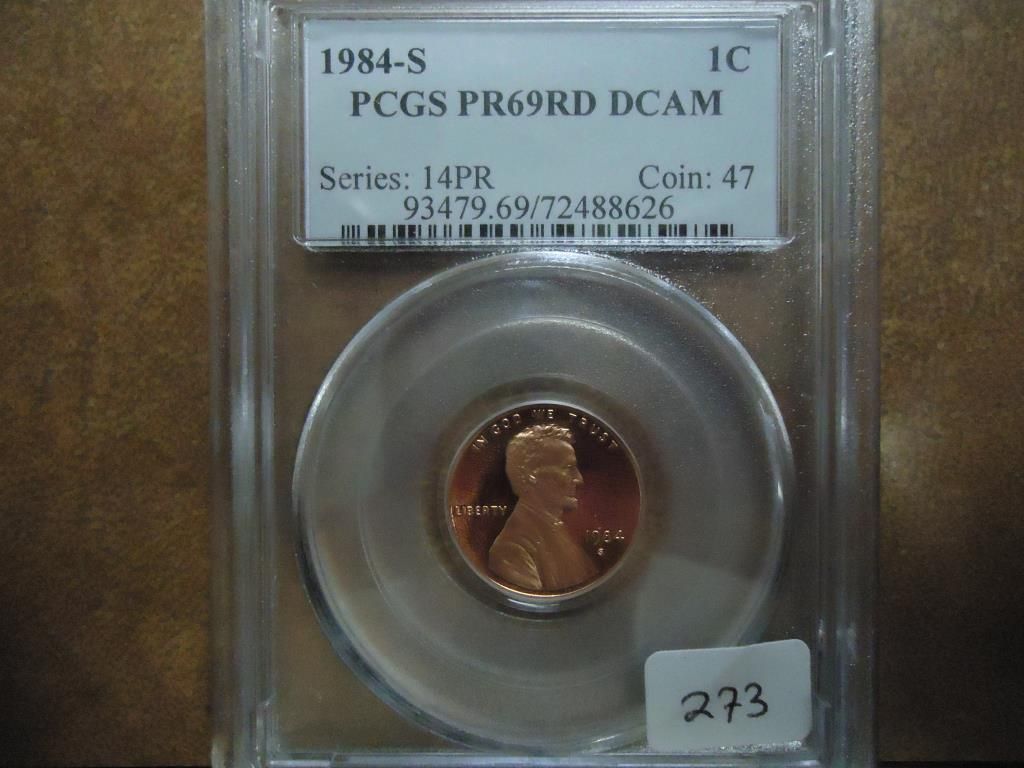 1984-S 1C
PCGS PR69RD DCAM
Series: 14PR Coin: 47
93479.69/72488626
IN GOD WE TRUST
LIBERTY
1984
S
273